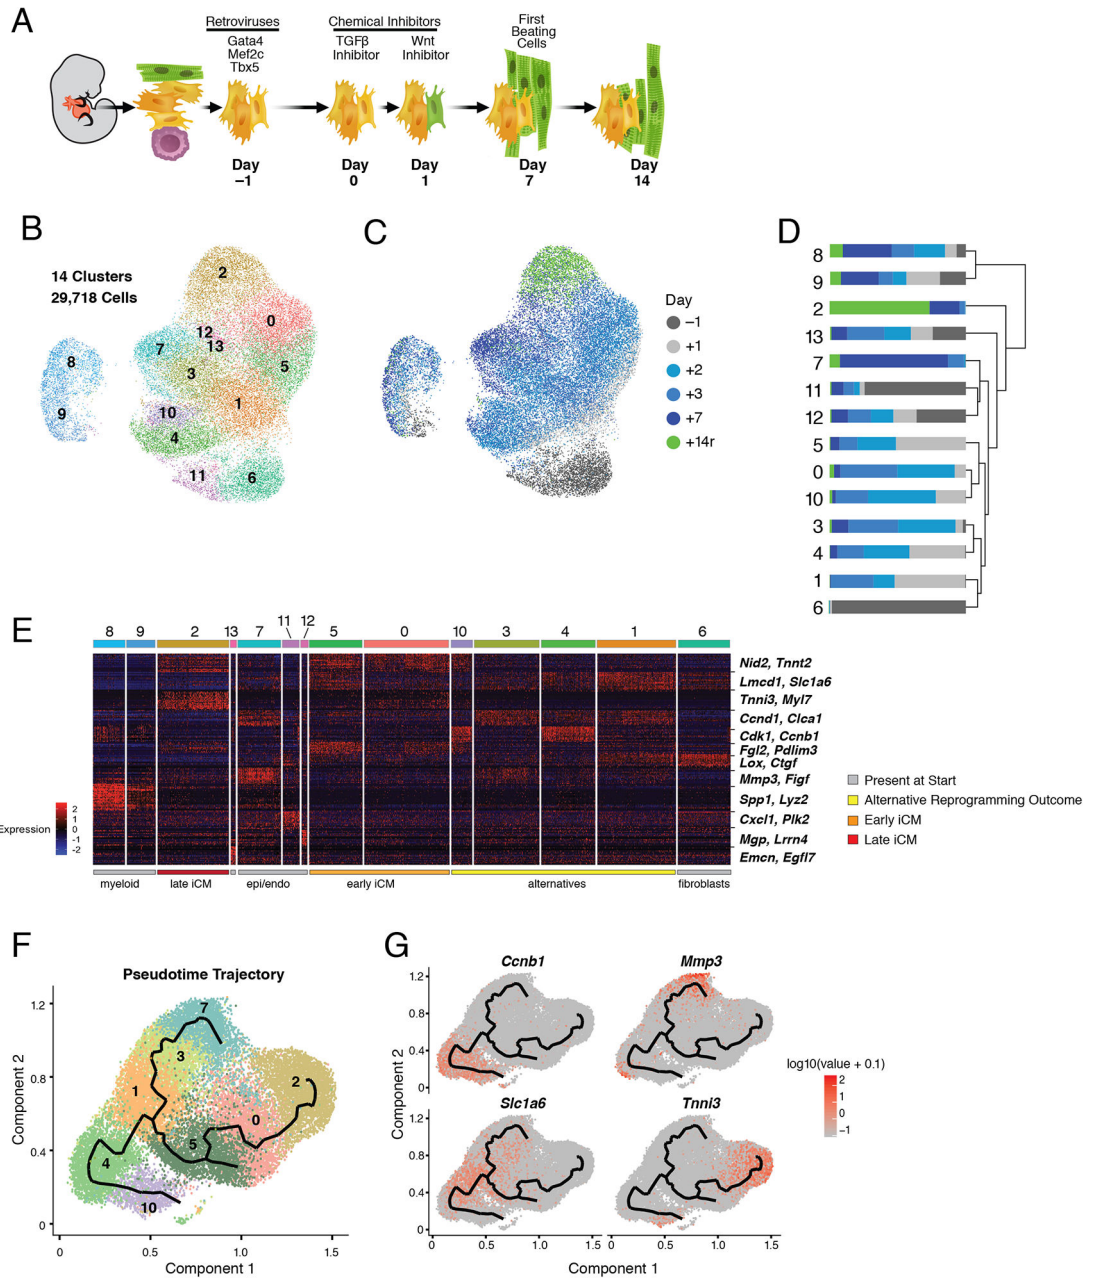 A
Retroviruses
Gata4
Mef2c
Tbx5
Chemical Inhibitors
TGFβ
Inhibitor
Wnt
Inhibitor
First
Beating
Cells
Day
–1
Day
0
Day
1
Day
7
Day
14
B
14 Clusters
29,718 Cells
2
0
12
13
7
5
3
8
1
9
10
4
11
6
C
Day
–1
+1
+2
+3
+7
+14r
D
8
9
2
13
7
11
12
5
0
10
3
4
1
6
E
8
9
2
13
7
11
12
5
0
10
3
4
1
6
Nid2, Tnnt2
Lmcd1, Slc1a6
Tnni3, Myl7
Ccnd1, Clca1
Cdk1, Ccnb1
Fgl2, Pdlim3
Lox, Ctgf
Mmp3, Figf
Spp1, Lyz2
Cxcl1, Plk2
Mgp, Lrrn4
Emcn, Egfl7
Expression
2
1
0
-1
-2
myeloid
late iCM
epi/endo
early iCM
alternatives
fibroblasts
Present at Start
Alternative Reprogramming Outcome
Early iCM
Late iCM
F
Pseudotime Trajectory
7
3
1
2
0
5
4
10
1.2
0.8
0.4
0
Component 2
0
0.5
1.0
1.5
Component 1
G
Ccnb1
Mmp3
Slc1a6
Tnni3
1.2
0.8
0.4
0
1.2
0.8
0.4
0
Component 2
0
0.5
1.0
1.5
0
0.5
1.0
1.5
Component 1
log10(value + 0.1)
2
1
0
−1